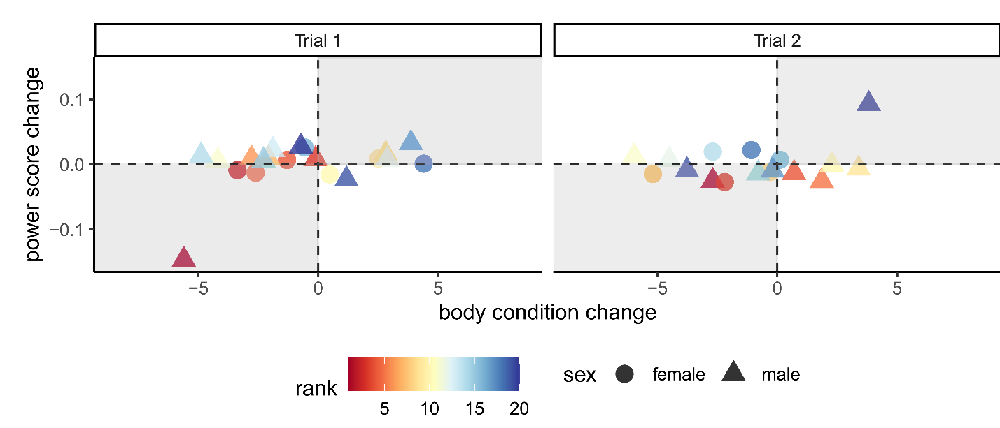 Trial 1
Trial 2
power score change
0.1
0.0
−0.1
−5
0
5
−5
0
5
body condition change
rank
5
10
15
20
sex
female
male